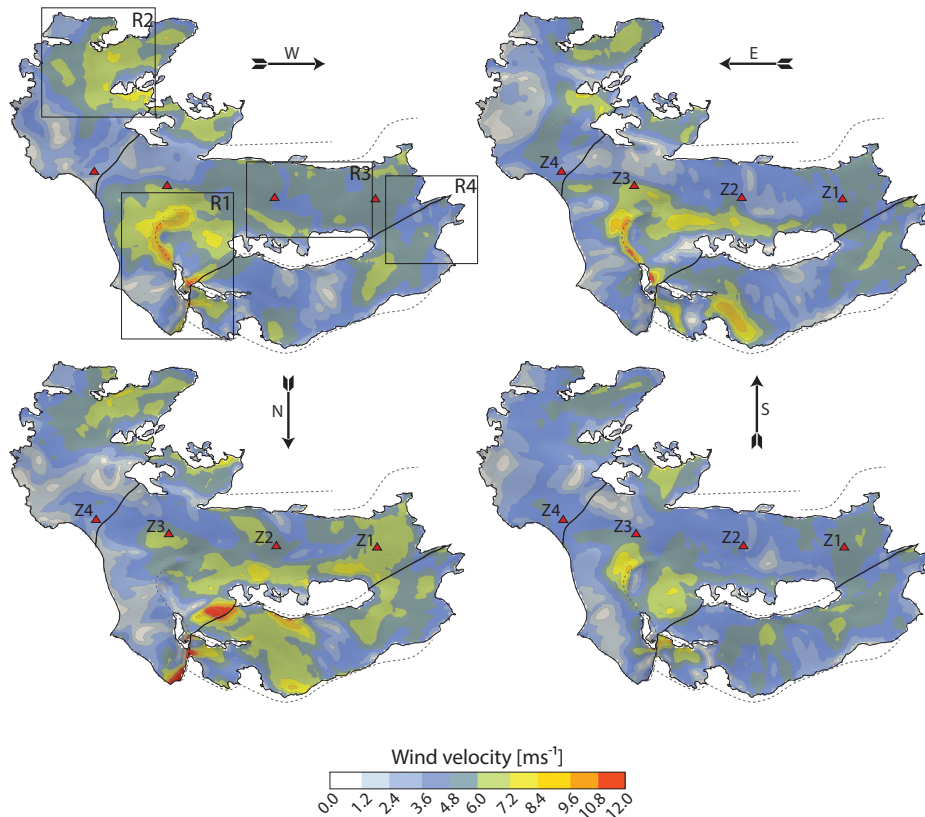 R2
W
E
R3
R4
R1
Z4
Z3
Z2
Z1
N
S
Z4
Z3
Z2
Z1
Z4
Z3
Z2
Z1
Wind velocity [ms⁻¹]
0.0 1.2 2.4 3.6 4.8 6.0 7.2 8.4 9.6 10.8 12.0